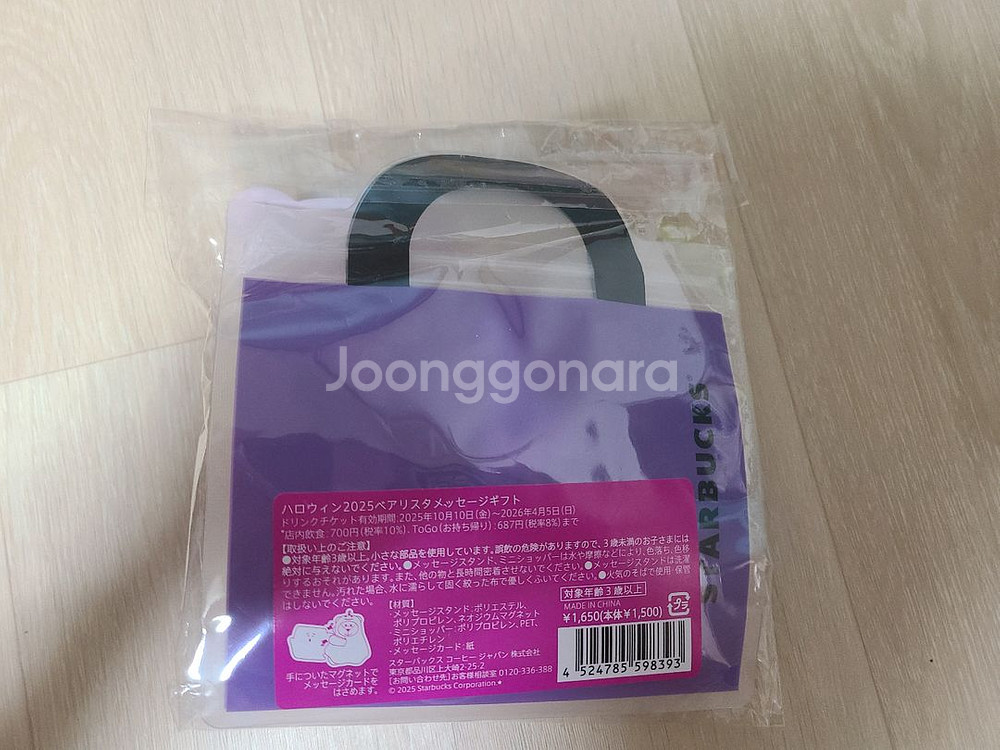 Joonggonara
STARBUCKS
ハロウィン2025ベアリスタメッセージギフト
ドリンクチケット有効期間:2025年10月10日(金)～2026年4月5日(日)
*店内飲食:700円(税率10%)、ToGo(お持ち帰り):687円(税率8%)まで
【取扱い上のご注意】
●対象年齢3歳以上。小さな部品を使用しています。誤飲の危険がありますので、3歳未満のお子さまには
絶対に与えないでください。●メッセージスタンド、ミニショッパーは水や摩擦などにより、色落ち、色移
りするおそれがあります。また、他の物と長時間密着させないでください。●メッセージスタンドは洗濯
できません。汚れた場合、水に濡らして固く絞った布で優しくふいてください。●火気のそばで使用・保管
はしないでください。
【材質】
・メッセージスタンド:ポリエステル、
ポリプロピレン、ネオジウムマグネット
・ミニショッパー:ポリプロピレン、PET、
ポリエチレン
・メッセージカード:紙
スターバックス コーヒー ジャパン 株式会社
東京都品川区上大崎2-25-2
[お問い合わせ先]お客様相談室 0120-336-388
© 2025 Starbucks Corporation.
手についたマグネットで
メッセージカードを
はさめます。
対象年齢3歳以上
MADE IN CHINA
¥1,650(本体¥1,500)
プラ
4 524785 598393